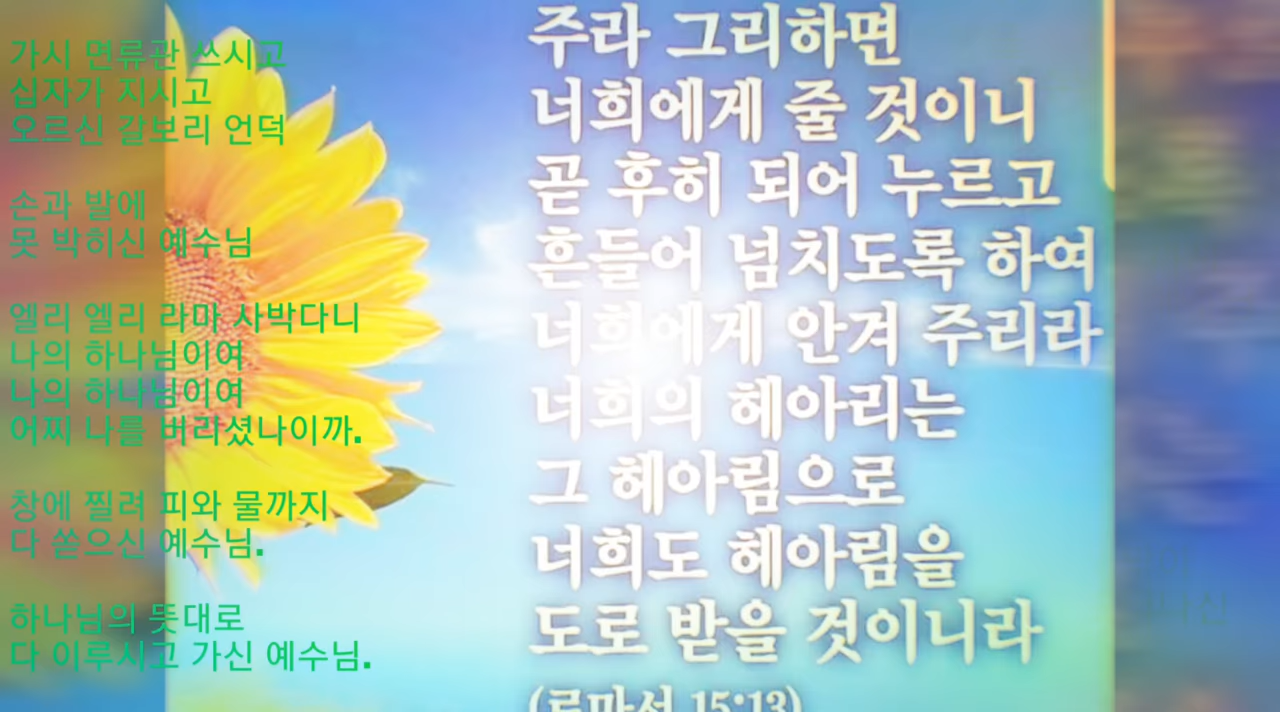 가시 면류관 쓰시고
십자가 지시고
오르신 갈보리 언덕
손과 발에
못 박히신 예수님
엘리 엘리 라마 사박다니
나의 하나님이여
나의 하나님이여
어찌 나를 버리셨나이까.
창에 찔려 피와 물까지
다 쏟으신 예수님.
하나님의 뜻대로
다 이루시고 가신 예수님.
주라 그리하면
너희에게 줄 것이니
곧 후히 되어 누르고
흔들어 넘치도록 하여
너희에게 안겨 주리라
너희의 헤아리는
그 헤아림으로
너희도 헤아림을
도로 받을 것이니라
(로마서 15:13)